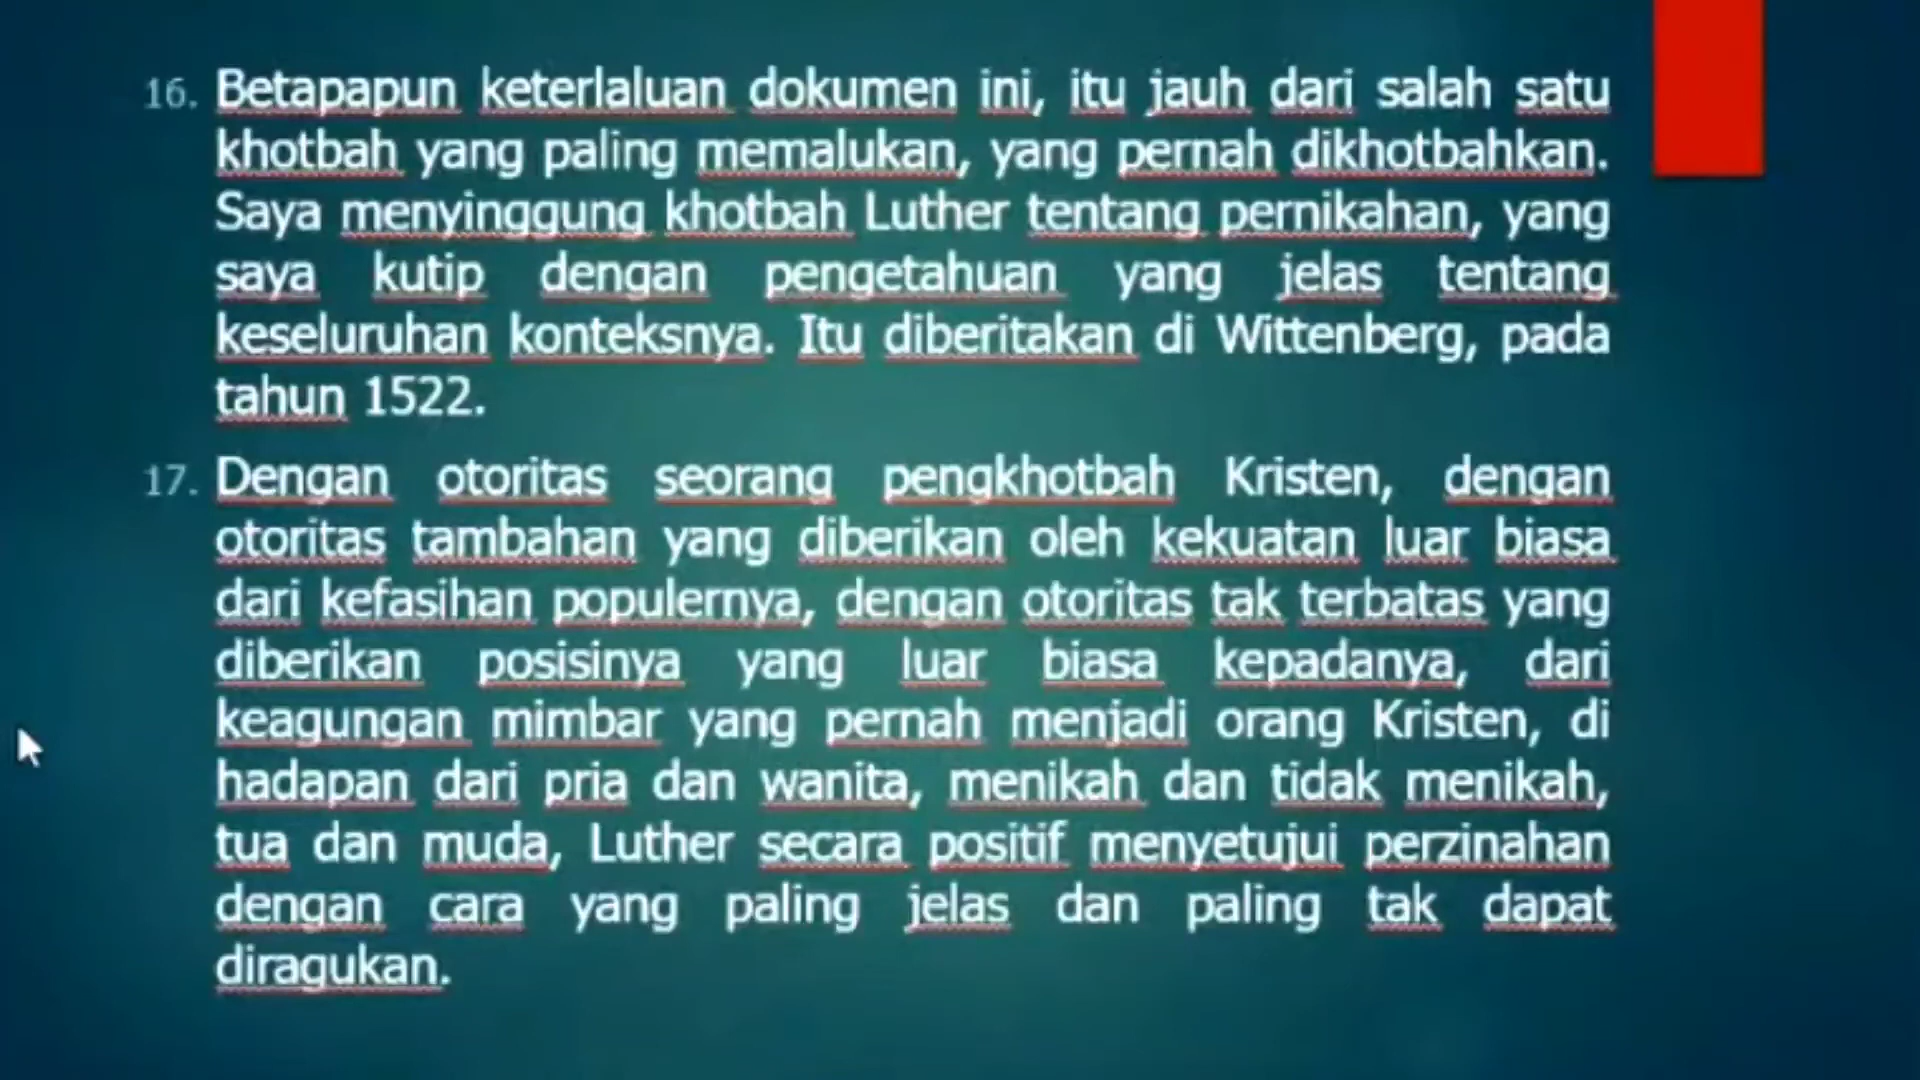 16. Betapapun keterlaluan dokumen ini, itu jauh dari salah satu
khotbah yang paling memalukan, yang pernah dikhotbahkan.
Saya menyinggung khotbah Luther tentang pernikahan, yang
saya kutip dengan pengetahuan yang jelas tentang
keseluruhan konteksnya. Itu diberitakan di Wittenberg, pada
tahun 1522.
17. Dengan otoritas seorang pengkhotbah Kristen, dengan
otoritas tambahan yang diberikan oleh kekuatan luar biasa
dari kefasihan populernya, dengan otoritas tak terbatas yang
diberikan posisinya yang luar biasa kepadanya, dari
keagungan mimbar yang pernah menjadi orang Kristen, di
hadapan dari pria dan wanita, menikah dan tidak menikah,
tua dan muda, Luther secara positif menyetujui perzinahan
dengan cara yang paling jelas dan paling tak dapat
diragukan.